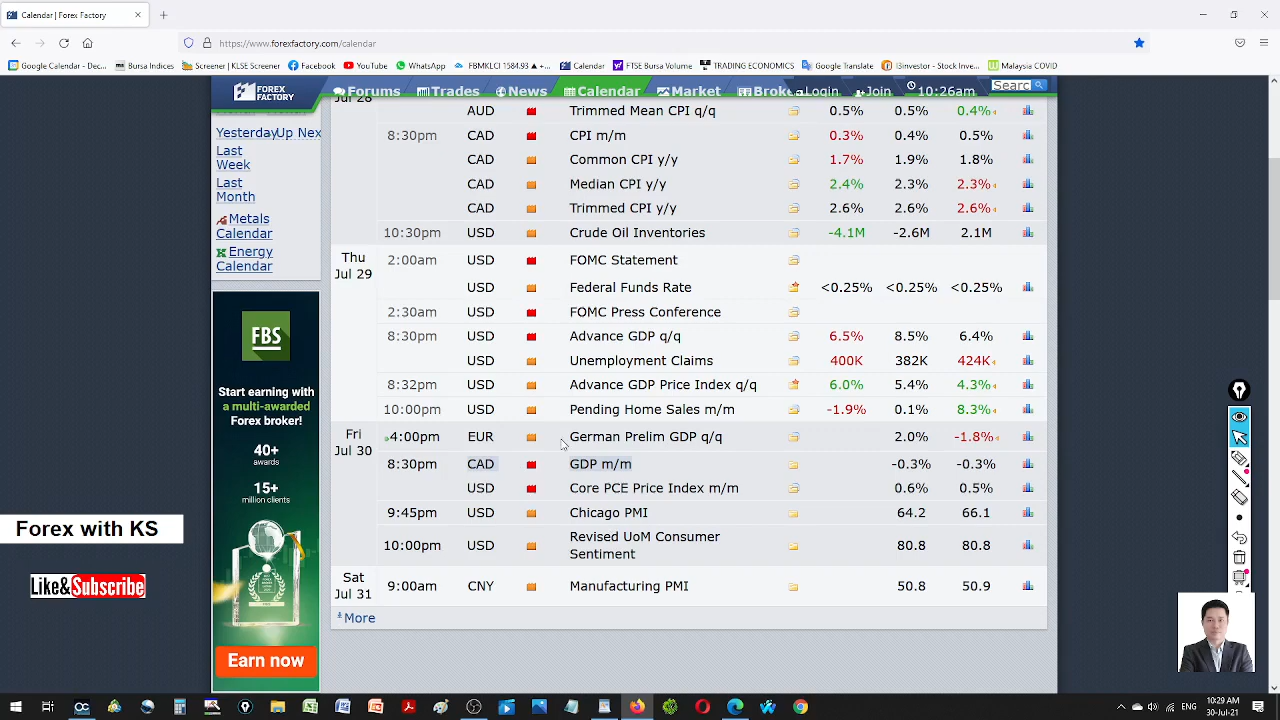 Calendar | Forex Factory
https://www.forexfactory.com/calendar
Google Calendar - Dec... Bursa Indices Screener | KLSE Screener Facebook YouTube WhatsApp FBMKLCI 1584.93 ▲ +... Calendar FTSE Bursa Volume TRADING ECONOMICS Google Translate I3investor - Stock Inve... Malaysia COVID
FOREX FACTORY Forums Trades News Calendar Market Brok Login Join 10:26am Searc
Yesterday Up Nex
Last Week
Last Month
Metals Calendar
Energy Calendar
FBS
Start earning with
a multi-awarded
Forex broker!
40+
awards
15+
million clients
Earn now
Jul 28
AUD Trimmed Mean CPI q/q 0.5% 0.5% 0.4%
8:30pm CAD CPI m/m 0.3% 0.4% 0.5%
CAD Common CPI y/y 1.7% 1.9% 1.8%
CAD Median CPI y/y 2.4% 2.3% 2.3%
CAD Trimmed CPI y/y 2.6% 2.6% 2.6%
10:30pm USD Crude Oil Inventories -4.1M -2.6M 2.1M
Thu Jul 29 2:00am USD FOMC Statement
USD Federal Funds Rate <0.25% <0.25% <0.25%
2:30am USD FOMC Press Conference
8:30pm USD Advance GDP q/q 6.5% 8.5% 6.4%
USD Unemployment Claims 400K 382K 424K
8:32pm USD Advance GDP Price Index q/q 6.0% 5.4% 4.3%
10:00pm USD Pending Home Sales m/m -1.9% 0.1% 8.3%
Fri Jul 30 4:00pm EUR German Prelim GDP q/q 2.0% -1.8%
8:30pm CAD GDP m/m -0.3% -0.3%
USD Core PCE Price Index m/m 0.6% 0.5%
9:45pm USD Chicago PMI 64.2 66.1
10:00pm USD Revised UoM Consumer Sentiment 80.8 80.8
Sat Jul 31 9:00am CNY Manufacturing PMI 50.8 50.9
More
Forex with KS
Like&Subscribe
ENG
10:29 AM
30-Jul-21